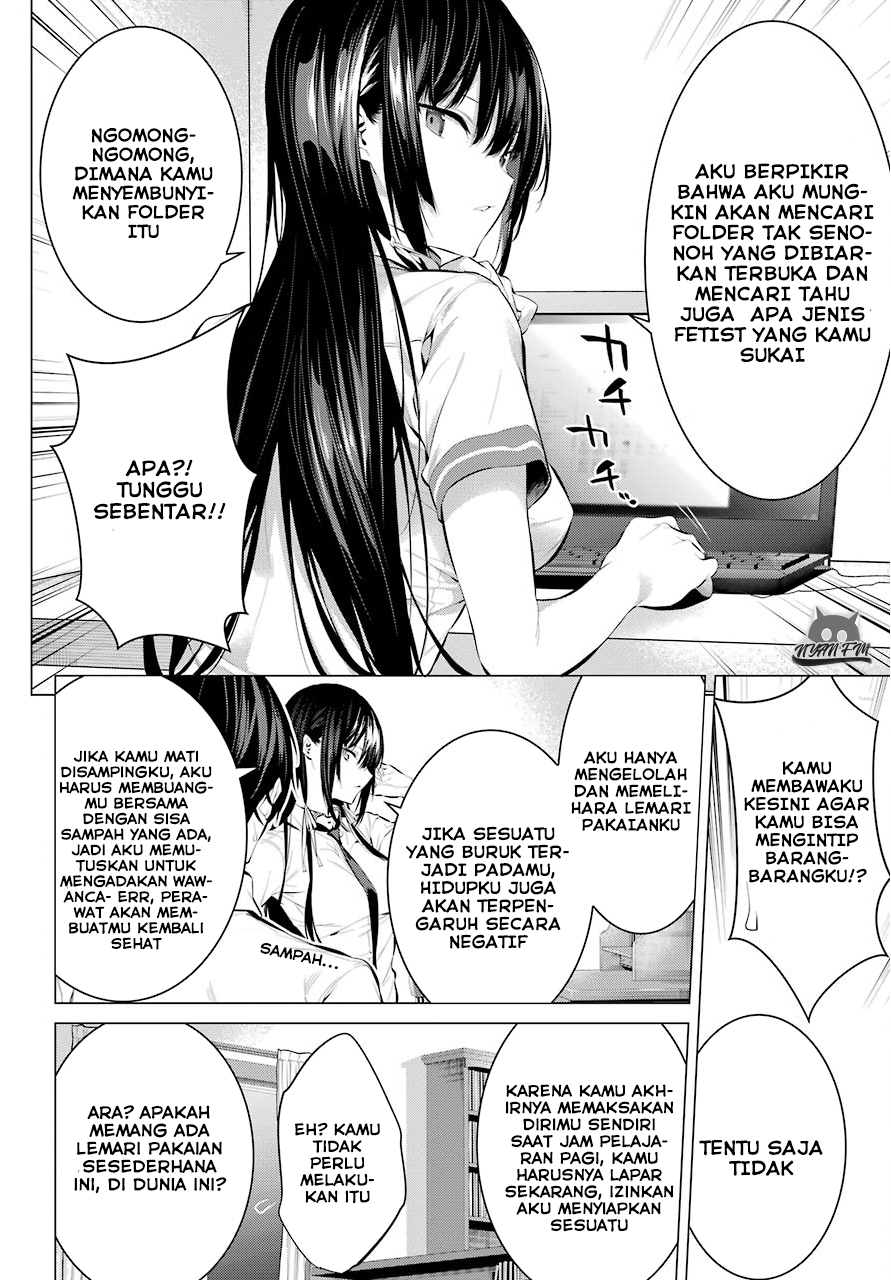 AKU BERPIKIR
BAHWA AKU MUNG-
KIN AKAN MENCARI
FOLDER TAK SENO-
NOH YANG DIBIAR-
KAN TERBUKA DAN
MENCARI TAHU
JUGA APA JENIS
FETIST YANG KAMU
SUKAI
カチ
カチ
カチッ
NGOMONG-
NGOMONG,
DIMANA KAMU
MENYEMBUNYI-
KAN FOLDER
ITU
APA?!
TUNGGU
SEBENTAR!!
NYAN FM
KAMU
MEMBAWAKU
KESINI AGAR
KAMU BISA
MENGINTIP
BARANG-
BARANGKU!?
TENTU SAJA
TIDAK
AKU HANYA
MENGELOLAH
DAN MEMELI-
HARA LEMARI
PAKAIANKU
JIKA SESUATU
YANG BURUK TER-
JADI PADAMU,
HIDUPKU JUGA
AKAN TERPEN-
GARUH SECARA
NEGATIF
JIKA KAMU MATI
DISAMPINGKU, AKU
HARUS MEMBUANG-
MU BERSAMA
DENGAN SISA
SAMPAH YANG ADA,
JADI AKU MEMU-
TUSKAN UNTUK
MENGADAKAN WAW-
ANCA- ERR, PERA-
WAT AKAN MEM-
BUATMU KEMBALI
SEHAT
SAMPAH...
KARENA KAMU AKH-
IRNYA MEMAKSAKAN
DIRIMU SENDIRI
SAAT JAM PELAJA-
RAN PAGI, KAMU
HARUSNYA LAPAR
SEKARANG, IZINKAN
AKU MENYIAPKAN
SESUATU
EH? KAMU
TIDAK
PERLU
MELAKU-
KAN ITU
ARA? APAKAH
MEMANG ADA
LEMARI PAKAIAN
SESEDERHANA
INI, DI DUNIA INI?